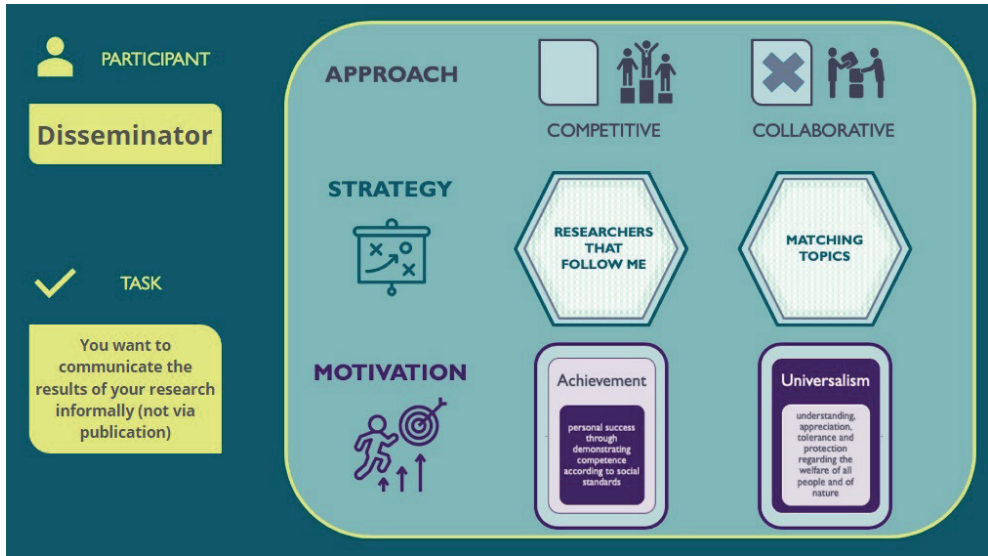 PARTICIPANT
Disseminator
TASK
You want to
communicate the
results of your research
informally (not via
publication)
APPROACH
COMPETITIVE
COLLABORATIVE
STRATEGY
RESEARCHERS
THAT
FOLLOW ME
MATCHING
TOPICS
MOTIVATION
Achievement
personal success
through
demonstrating
competence
according to social
standards
Universalism
understanding,
appreciation,
tolerance and
protection
regarding the
welfare of all
people and of
nature